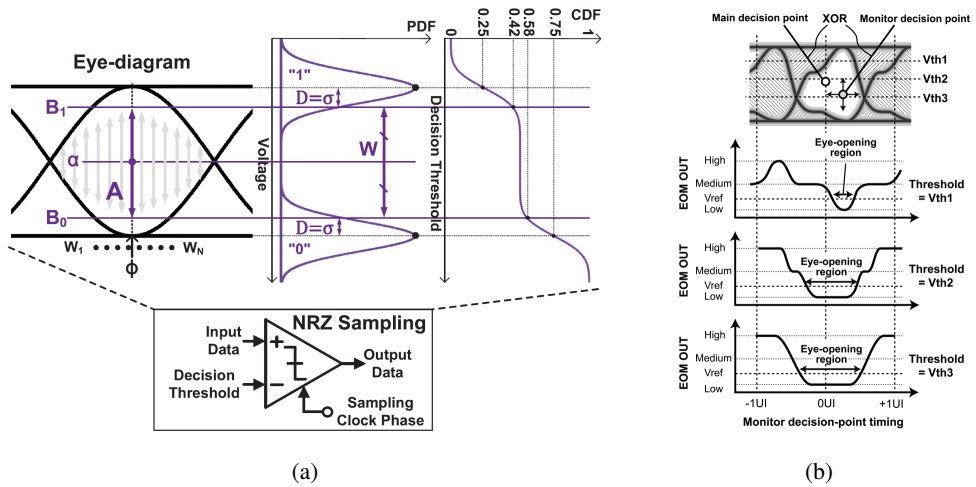 Eye-diagram
B1
α
A
B0
W1
WN
Φ
PDF
"1"
D=σ
W
D=σ
"0"
Voltage
Decision Threshold
CDF
0
0.25
0.42
0.58
0.75
1
NRZ Sampling
Input
Data
Decision
Threshold
Output
Data
Sampling
Clock Phase
(a)
Main decision point
XOR
Monitor decision point
Vth1
Vth2
Vth3
EOM OUT
High
Medium
Vref
Low
Eye-opening
region
Threshold
= Vth1
EOM OUT
High
Medium
Vref
Low
Eye-opening
region
Threshold
= Vth2
EOM OUT
High
Medium
Vref
Low
Eye-opening
region
Threshold
= Vth3
-1UI
0UI
+1UI
Monitor decision-point timing
(b)